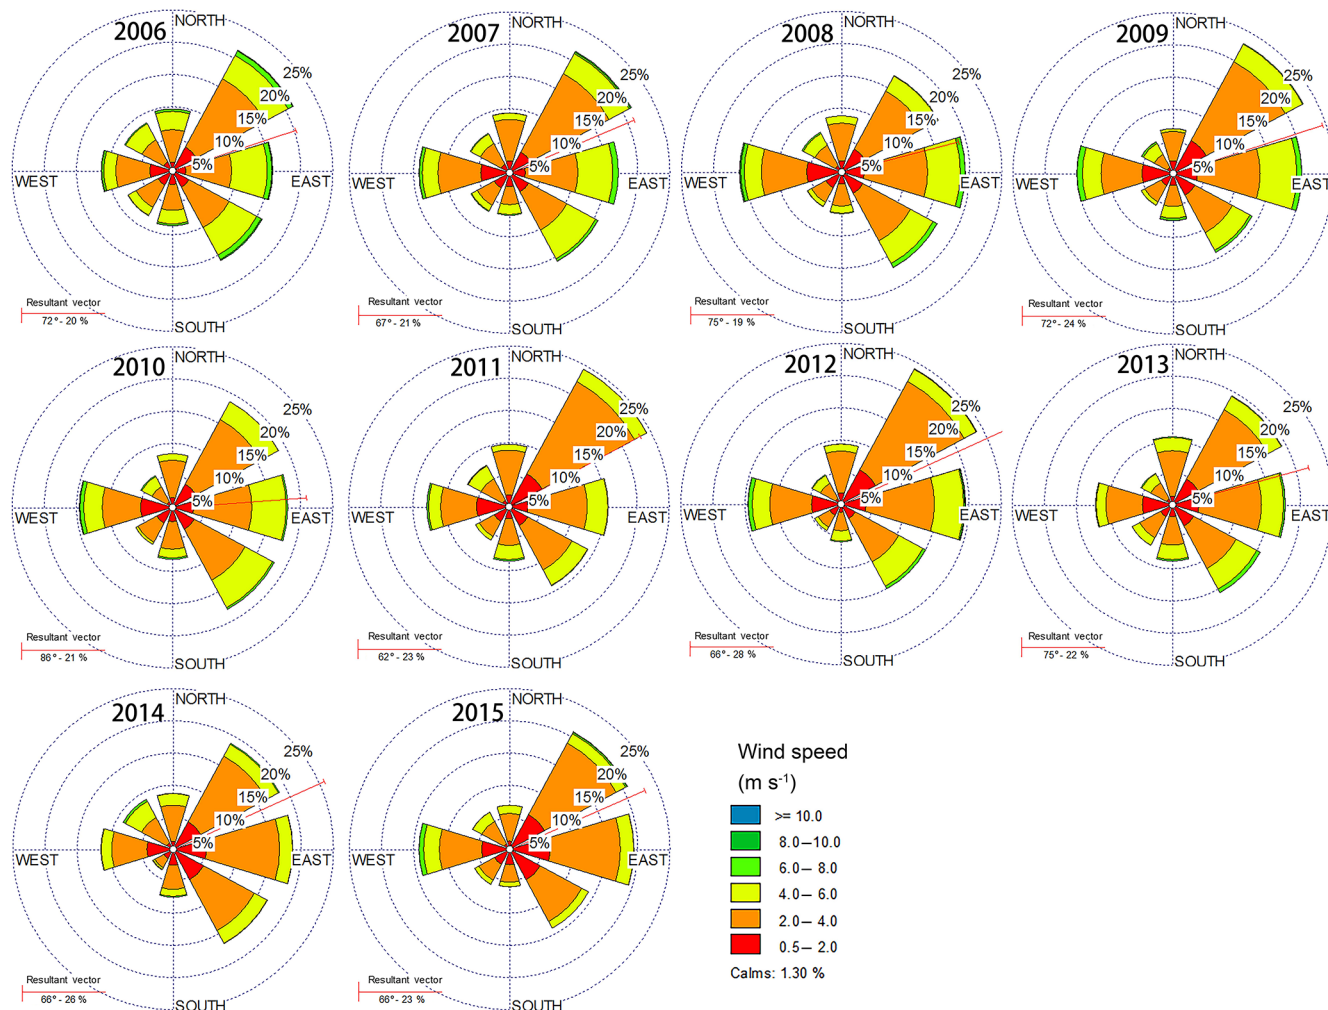 2006
NORTH
25%
20%
15%
10%
5%
WEST
EAST
SOUTH
Resultant vector
72° - 20 %
2007
NORTH
25%
20%
15%
10%
5%
WEST
EAST
SOUTH
Resultant vector
67° - 21 %
2008
NORTH
25%
20%
15%
10%
5%
WEST
EAST
SOUTH
Resultant vector
75° - 19 %
2009
NORTH
25%
20%
15%
10%
5%
WEST
EAST
SOUTH
Resultant vector
72° - 24 %
2010
NORTH
25%
20%
15%
10%
5%
WEST
EAST
SOUTH
Resultant vector
86° - 21 %
2011
NORTH
25%
20%
15%
10%
5%
WEST
EAST
SOUTH
Resultant vector
62° - 23 %
2012
NORTH
25%
20%
15%
10%
5%
WEST
EAST
SOUTH
Resultant vector
66° - 28 %
2013
NORTH
25%
20%
15%
10%
5%
WEST
EAST
SOUTH
Resultant vector
75° - 22 %
2014
NORTH
25%
20%
15%
10%
5%
WEST
EAST
SOUTH
Resultant vector
66° - 26 %
2015
NORTH
25%
20%
15%
10%
5%
WEST
EAST
SOUTH
Resultant vector
66° - 23 %
Wind speed
(m s⁻¹)
>= 10.0
8.0—10.0
6.0— 8.0
4.0— 6.0
2.0— 4.0
0.5— 2.0
Calms: 1.30 %